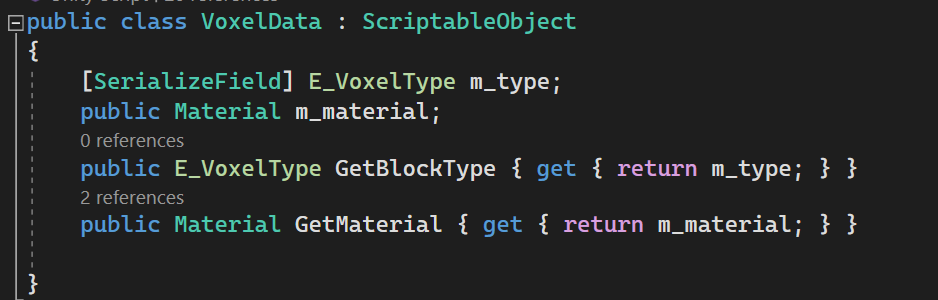 public class VoxelData : ScriptableObject
{
[SerializeField] E_VoxelType m_type;
public Material m_material;
0 references
public E_VoxelType GetBlockType { get { return m_type; } }
2 references
public Material GetMaterial { get { return m_material; } }
}